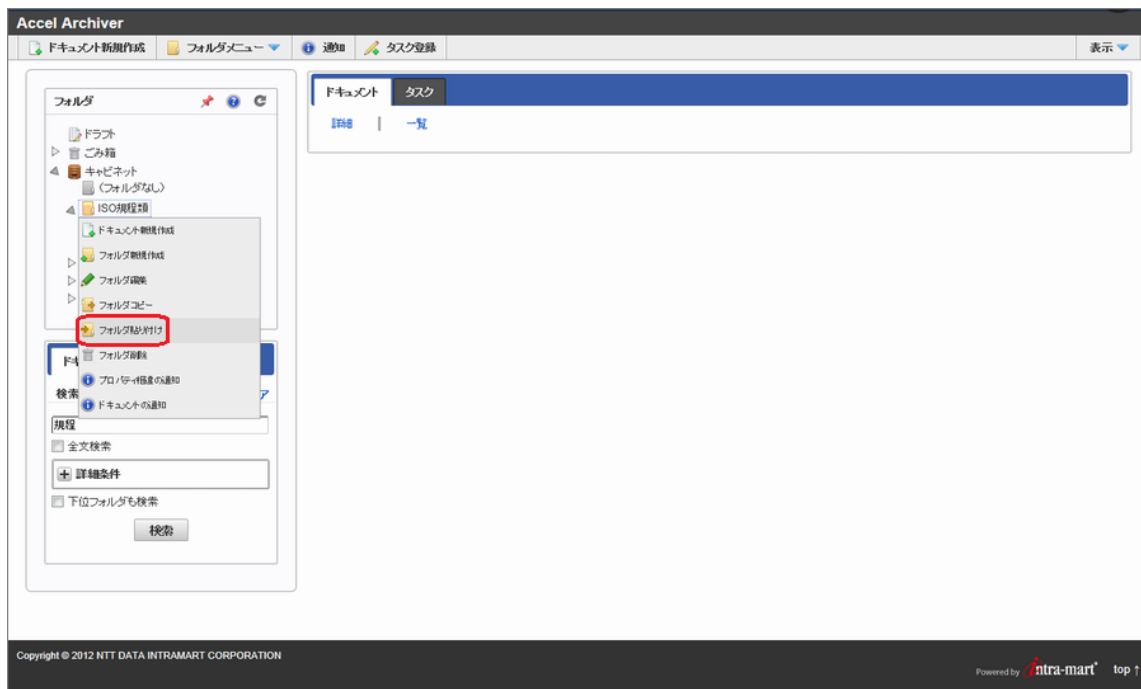 Accel Archiver
ドキュメント新規作成 フォルダメニュー 通知 タスク登録 表示
フォルダ
ドラフト
ごみ箱
キャビネット
(フォルダなし)
ISO規程類
ドキュメント新規作成
フォルダ新規作成
フォルダ編集
フォルダコピー
フォルダ貼り付け
フォルダ削除
プロパティ相違の通知
ドキュメントの通知
検索
規程
全文検索
詳細条件
下位フォルダも検索
検索
ドキュメント タスク
詳細 | 一覧
Copyright © 2012 NTT DATA INTRAMART CORPORATION
Powered by intra-mart top ↑